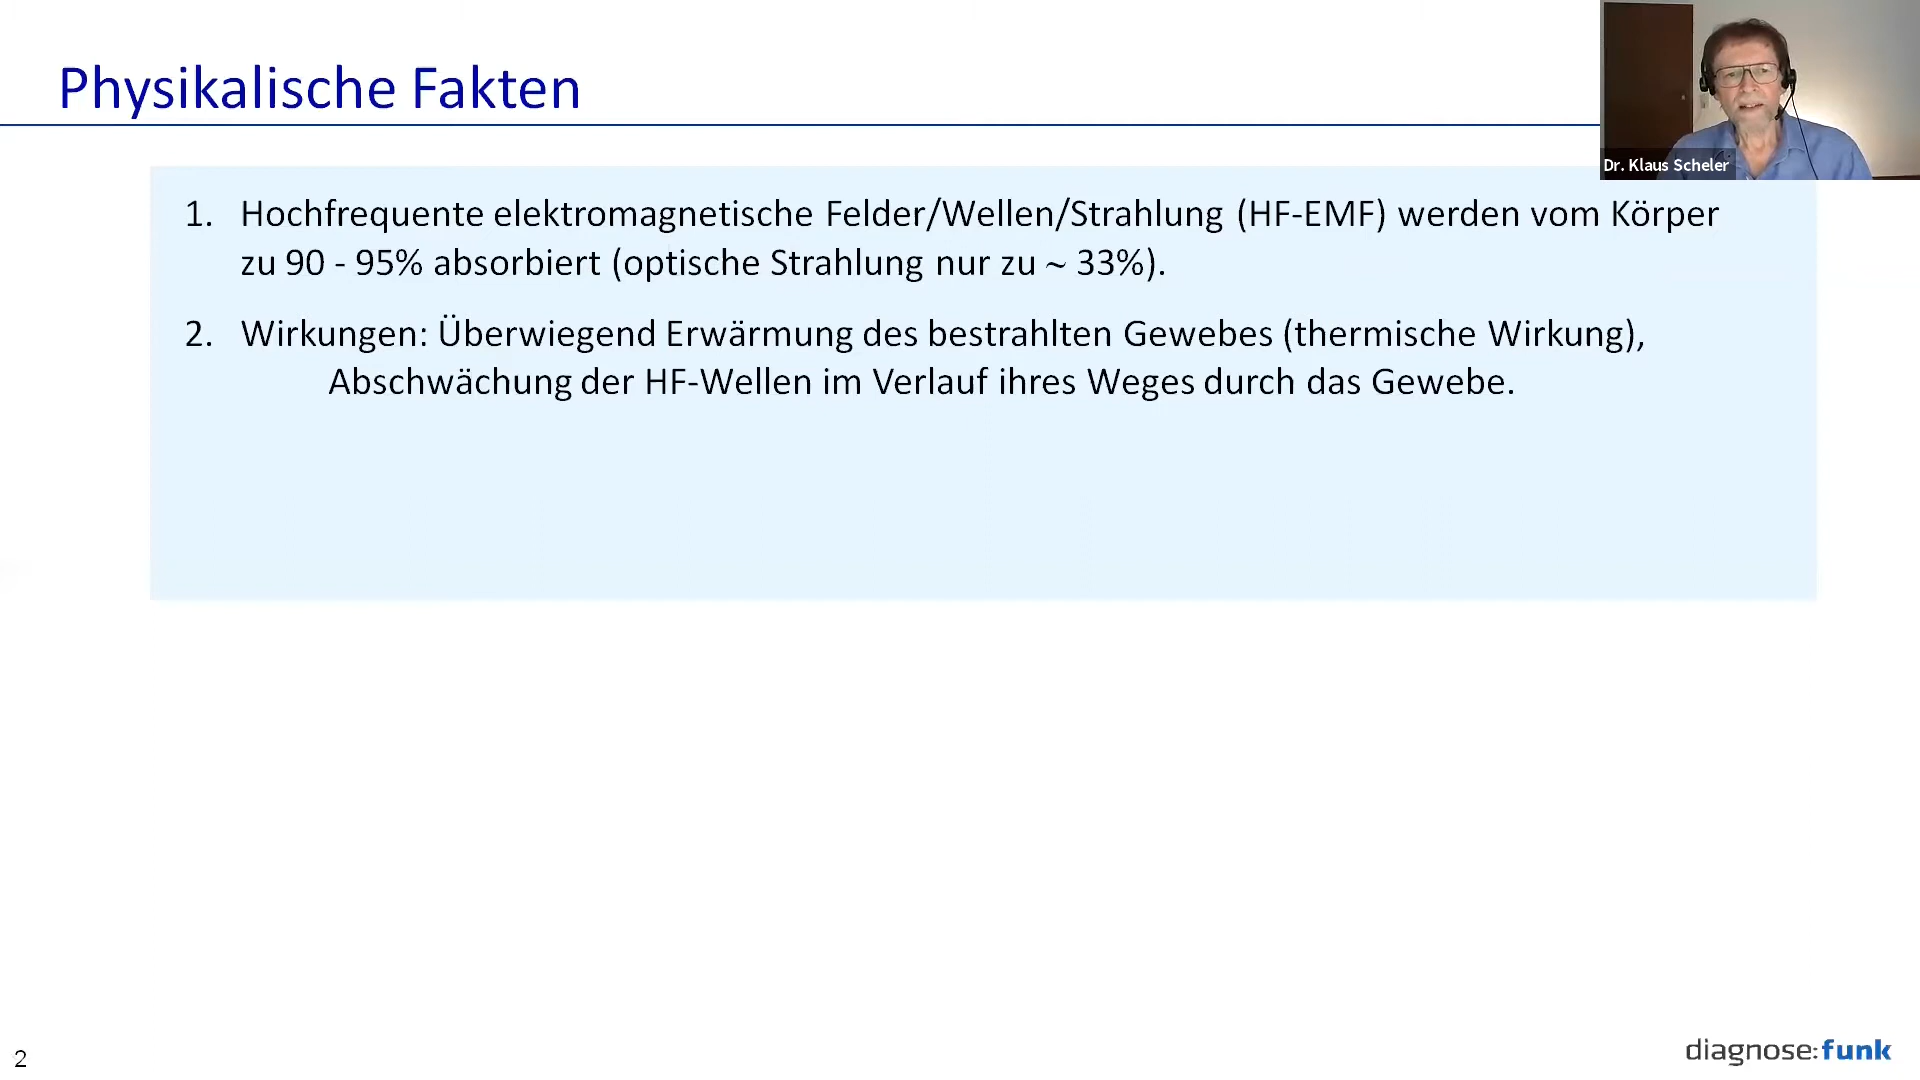 Physikalische Fakten
Dr. Klaus Scheler
1. Hochfrequente elektromagnetische Felder/Wellen/Strahlung (HF-EMF) werden vom Körper
zu 90 - 95% absorbiert (optische Strahlung nur zu ~ 33%).
2. Wirkungen: Überwiegend Erwärmung des bestrahlten Gewebes (thermische Wirkung),
Abschwächung der HF-Wellen im Verlauf ihres Weges durch das Gewebe.
2
diagnose:funk